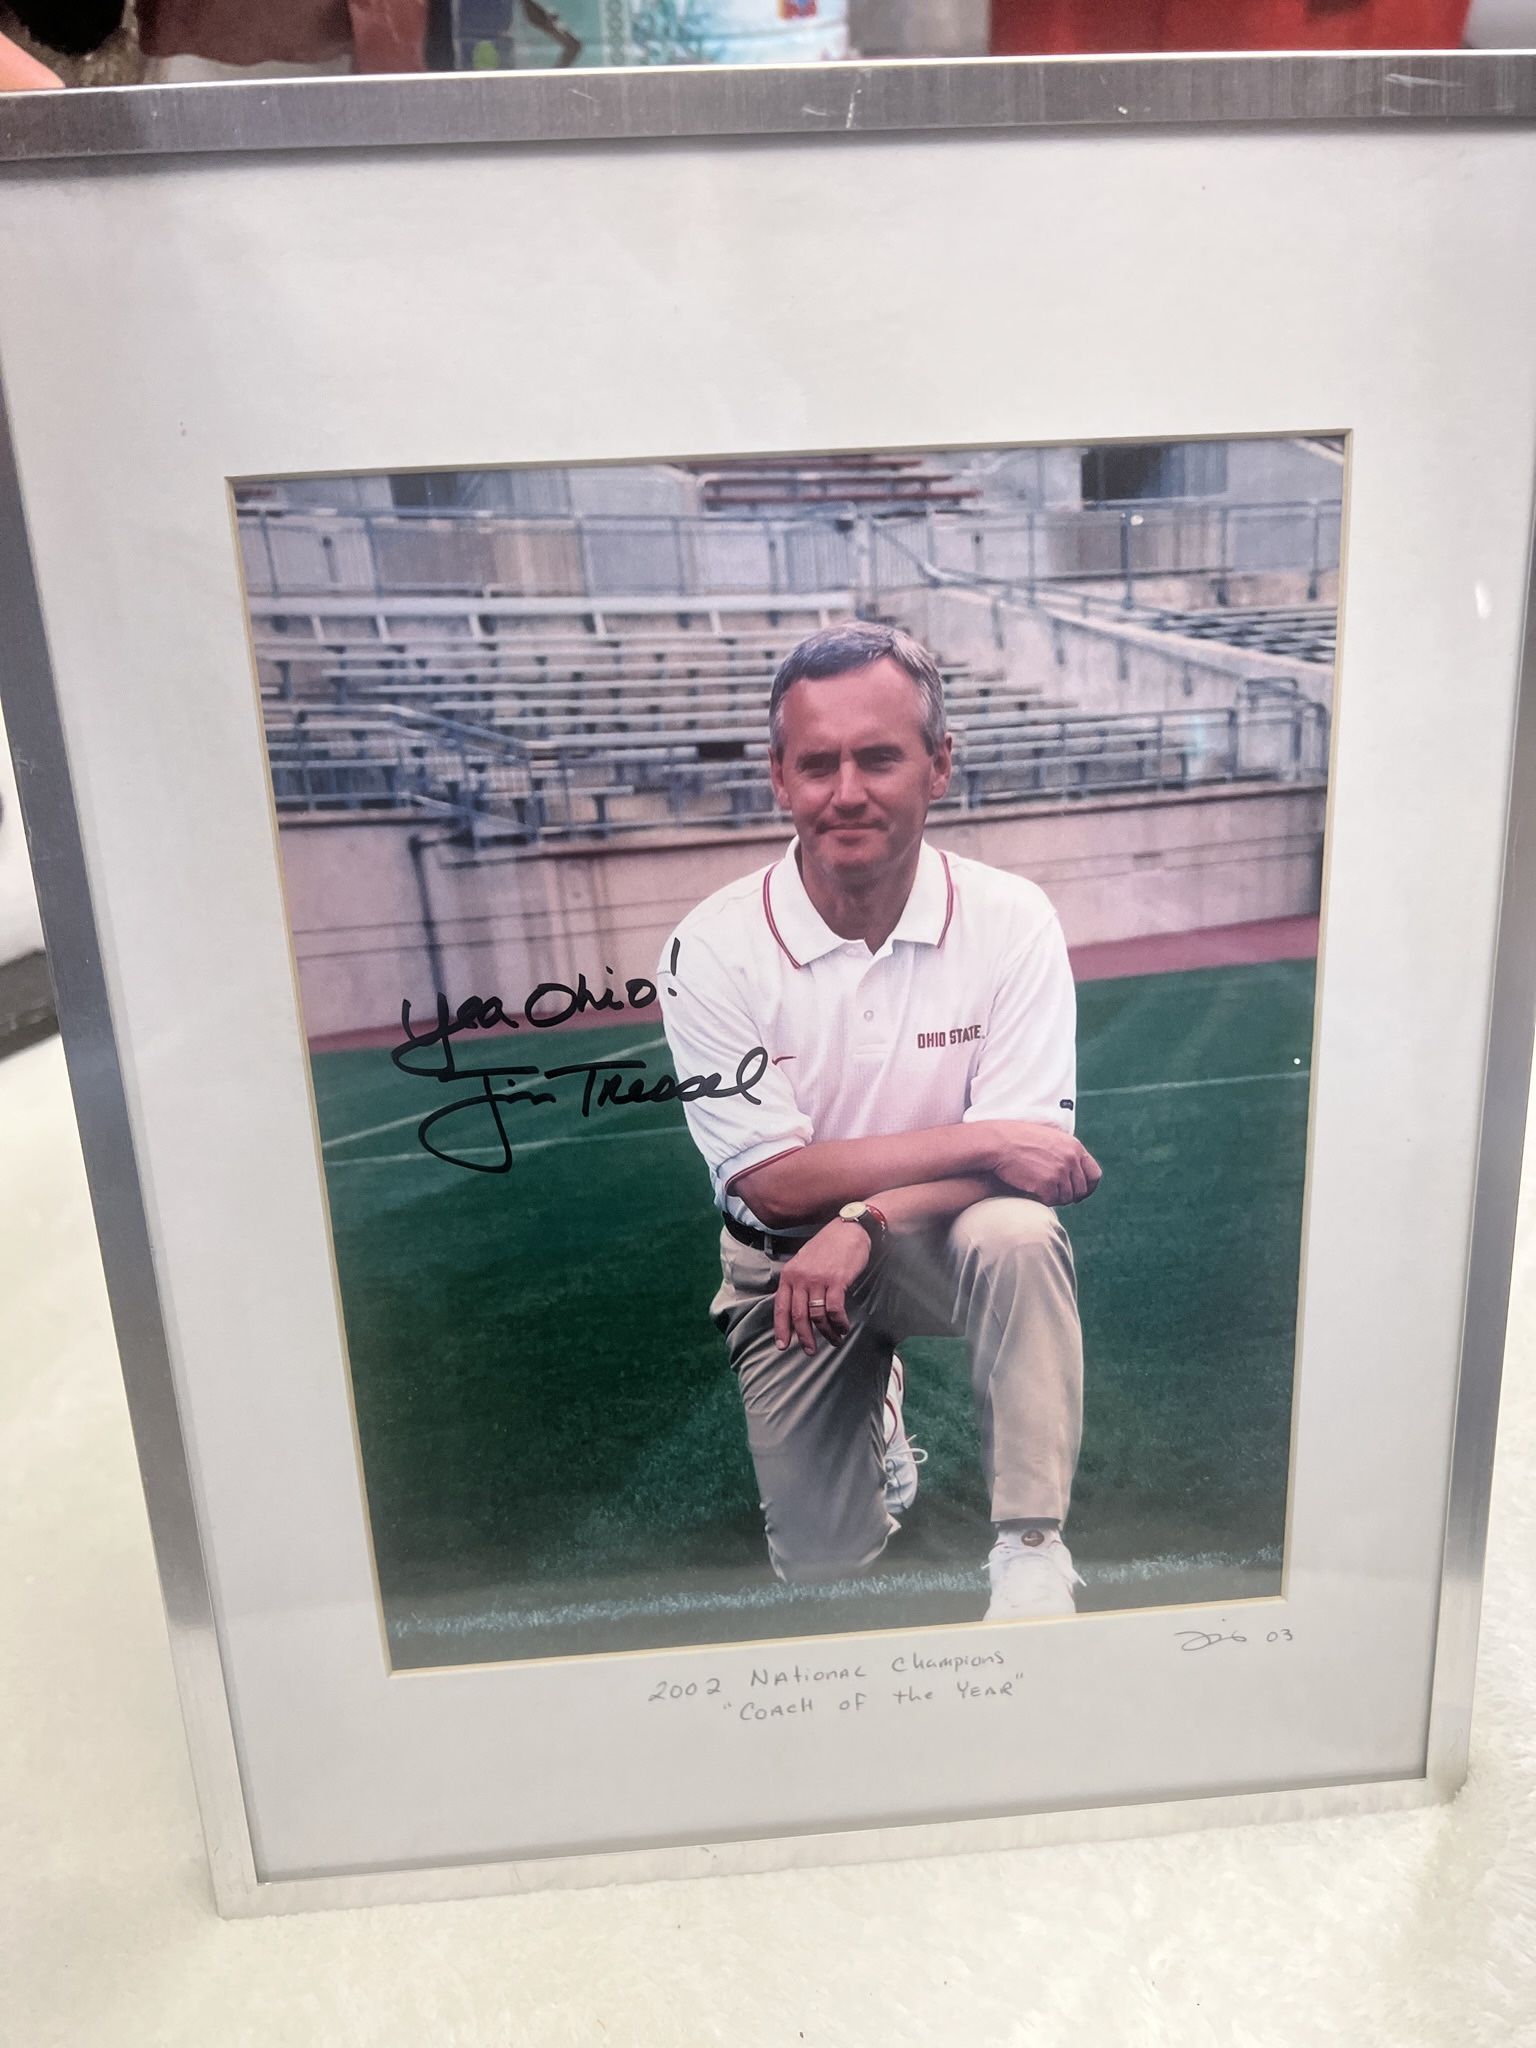 Yea Ohio!
Jim Tressel
OHIO STATE
03
2002 NATIONAL Champions
"COACH OF the YEAR"